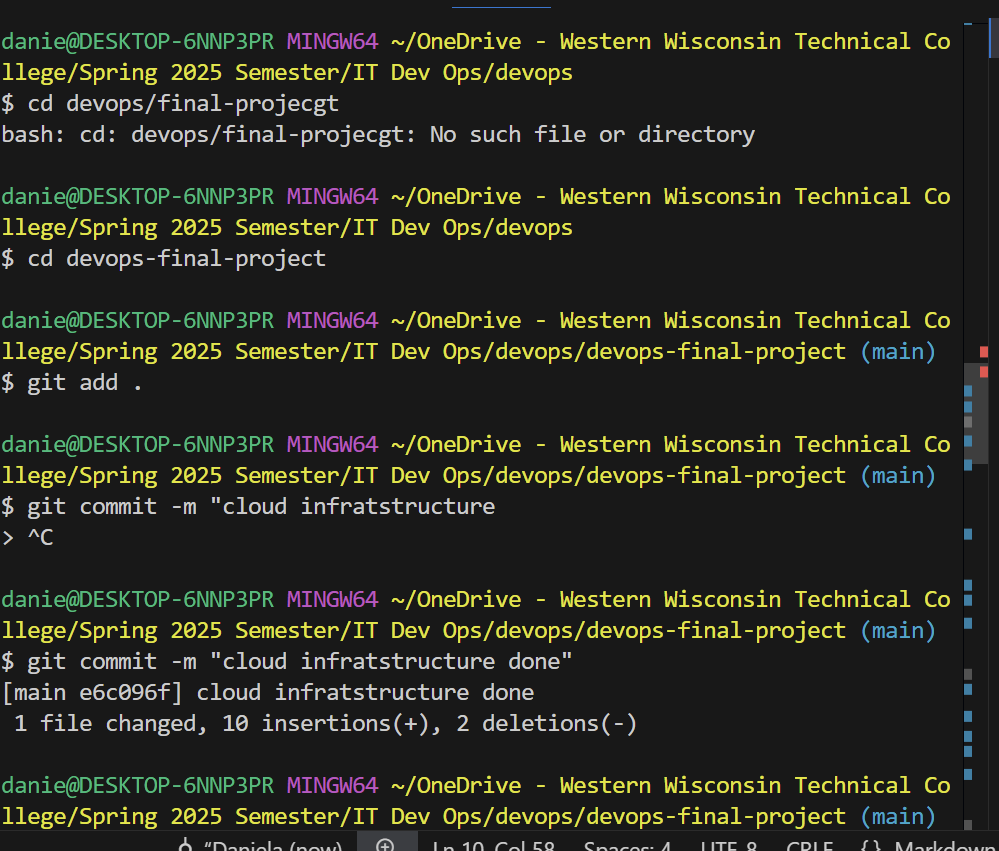 danie@DESKTOP-6NNP3PR MINGW64 ~/OneDrive - Western Wisconsin Technical Co
llege/Spring 2025 Semester/IT Dev Ops/devops
$ cd devops/final-projecgt
bash: cd: devops/final-projecgt: No such file or directory
danie@DESKTOP-6NNP3PR MINGW64 ~/OneDrive - Western Wisconsin Technical Co
llege/Spring 2025 Semester/IT Dev Ops/devops
$ cd devops-final-project
danie@DESKTOP-6NNP3PR MINGW64 ~/OneDrive - Western Wisconsin Technical Co
llege/Spring 2025 Semester/IT Dev Ops/devops/devops-final-project (main)
$ git add .
danie@DESKTOP-6NNP3PR MINGW64 ~/OneDrive - Western Wisconsin Technical Co
llege/Spring 2025 Semester/IT Dev Ops/devops/devops-final-project (main)
$ git commit -m "cloud infratstructure
> ^C
danie@DESKTOP-6NNP3PR MINGW64 ~/OneDrive - Western Wisconsin Technical Co
llege/Spring 2025 Semester/IT Dev Ops/devops/devops-final-project (main)
$ git commit -m "cloud infratstructure done"
[main e6c096f] cloud infratstructure done
 1 file changed, 10 insertions(+), 2 deletions(-)
danie@DESKTOP-6NNP3PR MINGW64 ~/OneDrive - Western Wisconsin Technical Co
llege/Spring 2025 Semester/IT Dev Ops/devops/devops-final-project (main)
"Daniela (now) Ln 10, Col 58 Spaces: 4 UTF-8 CRLF {} Markdown